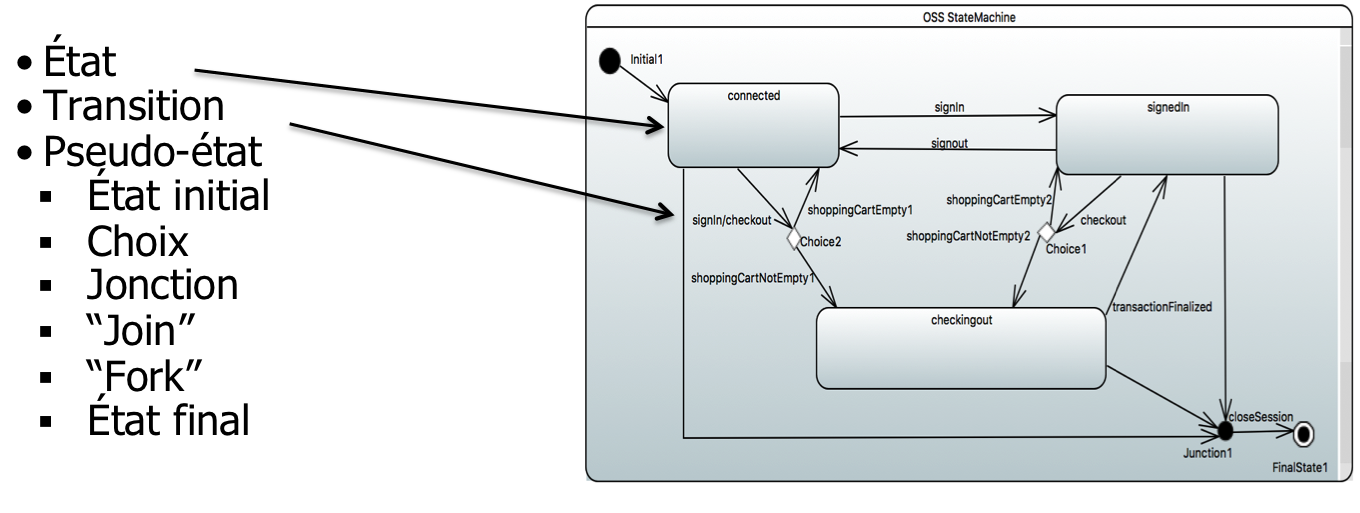 • État
• Transition
• Pseudo-état
▪ État initial
▪ Choix
▪ Jonction
▪ “Join”
▪ “Fork”
▪ État final
OSS StateMachine
Initial1
connected
signIn
signedIn
signout
shoppingCartEmpty2
shoppingCartEmpty1
signIn/checkout
checkout
shoppingCartNotEmpty2
Choice2
Choice1
shoppingCartNotEmpty1
transactionFinalized
checkingout
closeSession
Junction1
FinalState1